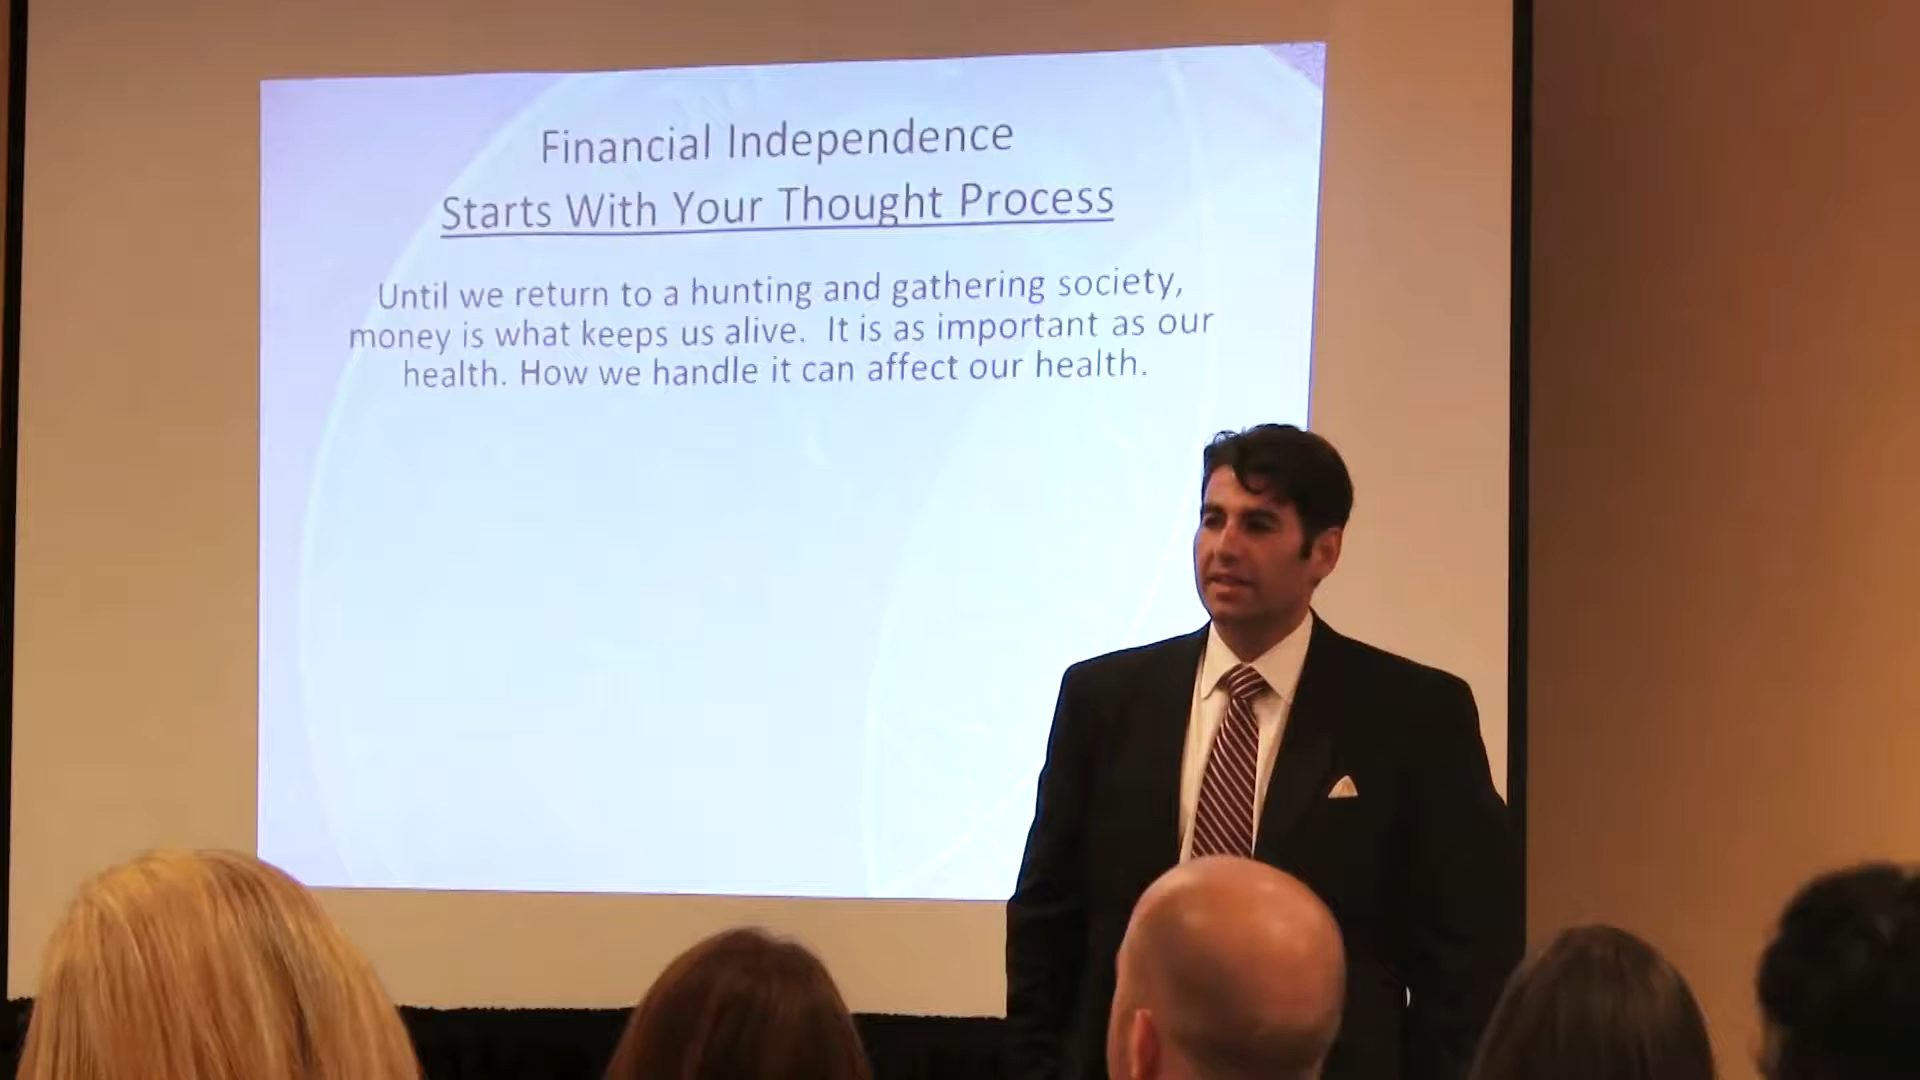 Financial Independence
Starts With Your Thought Process
Until we return to a hunting and gathering society,
money is what keeps us alive.  It is as important as our
health. How we handle it can affect our health.